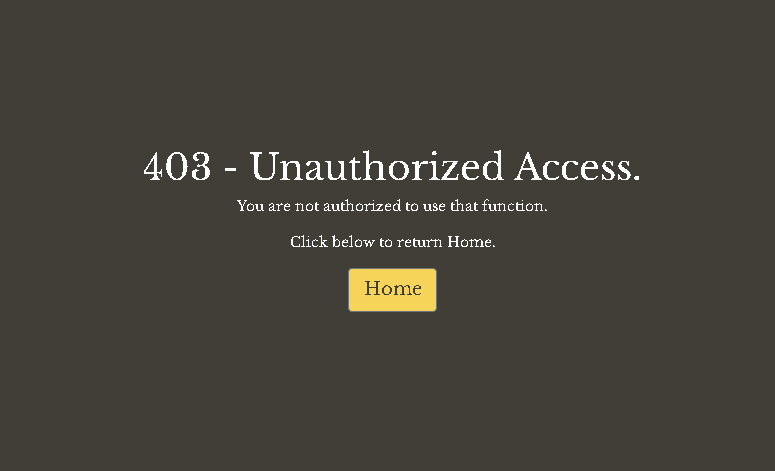 403 - Unauthorized Access.
You are not authorized to use that function.
Click below to return Home.
Home